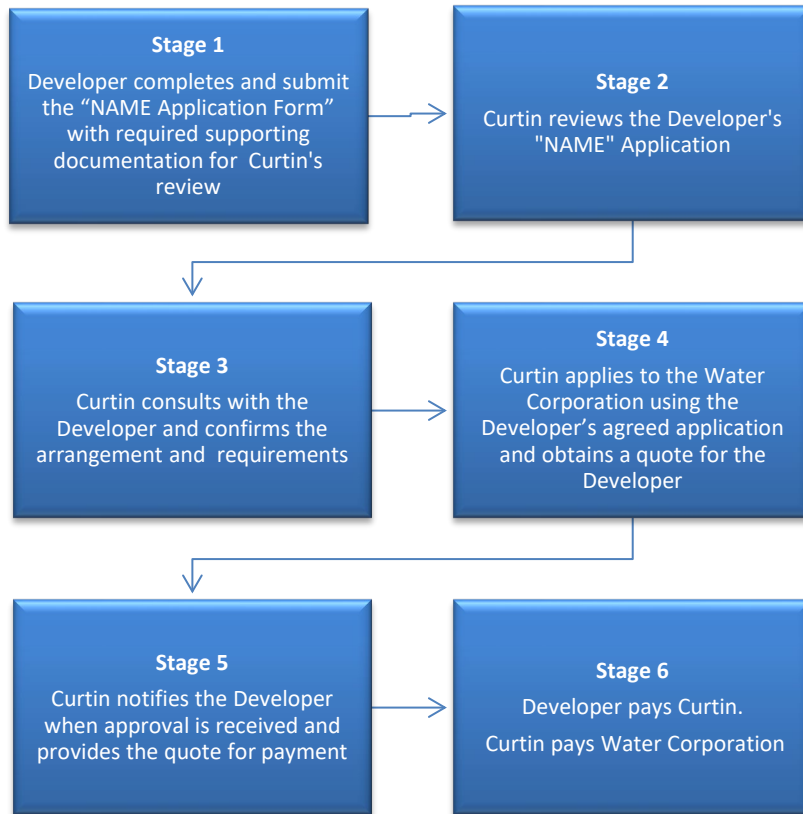 Stage 1
Developer completes and submit
the “NAME Application Form”
with required supporting
documentation for Curtin's
review
Stage 2
Curtin reviews the Developer's
"NAME" Application
Stage 3
Curtin consults with the
Developer and confirms the
arrangement and requirements
Stage 4
Curtin applies to the Water
Corporation using the
Developer’s agreed application
and obtains a quote for the
Developer
Stage 5
Curtin notifies the Developer
when approval is received and
provides the quote for payment
Stage 6
Developer pays Curtin.
Curtin pays Water Corporation